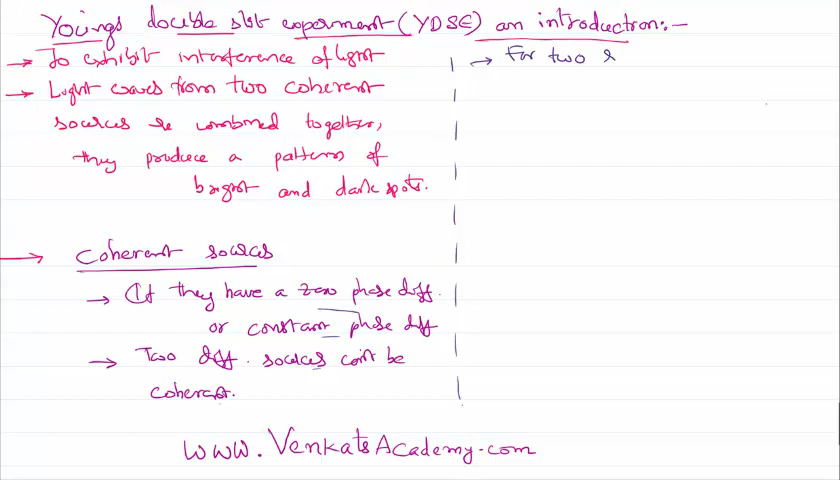 Youngs double slit experiment (YDSE) an introduction:-
→ To exhibit interference of light
→ Light waves from two coherent
sources are combined together,
they produce a patterns of
bright and dark spots.
→ Coherent sources
→ If they have a zero phase diff.
or constant phase diff
→ Two diff. sources can't be
coherent.
→ For two s
www.VenkatsAcademy.com